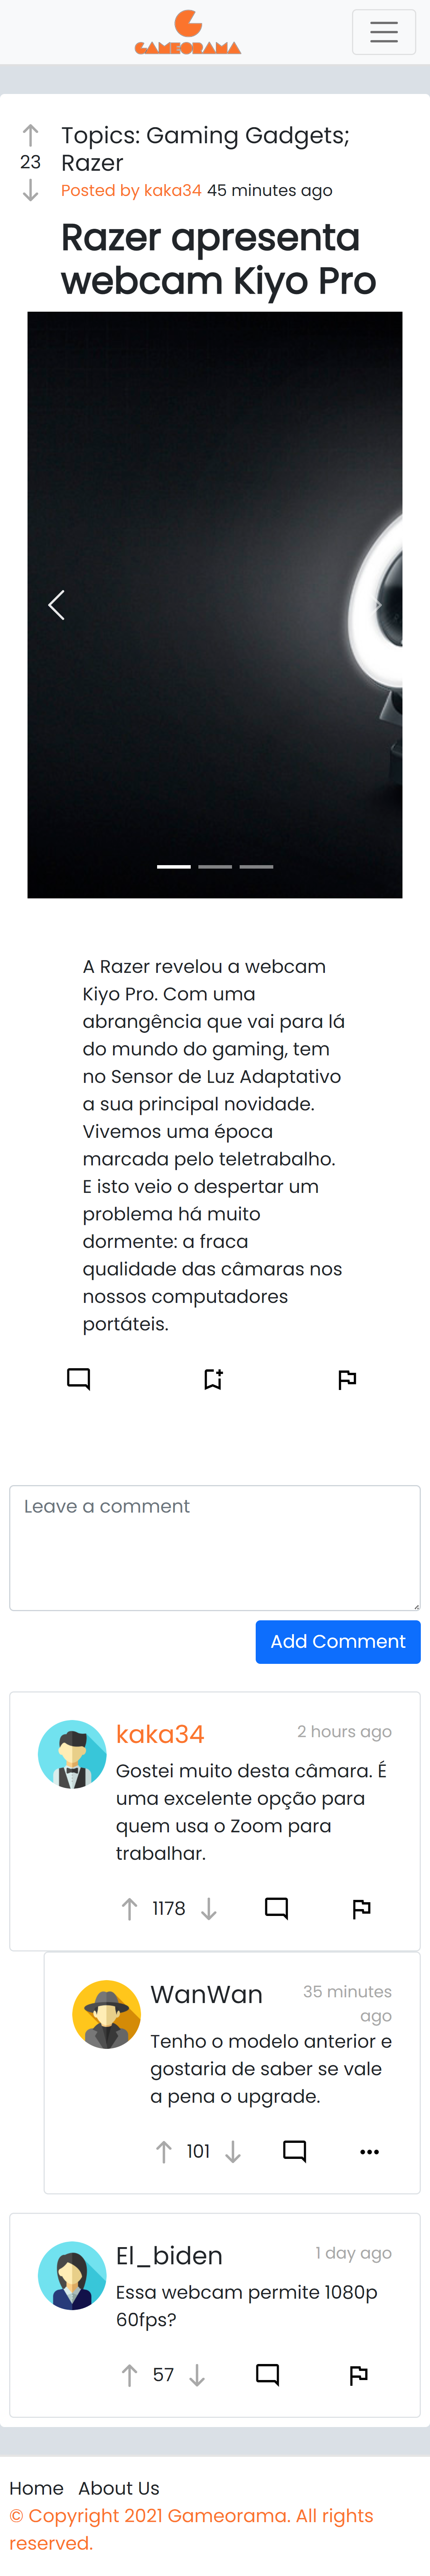 GAMEORAMA
Topics: Gaming Gadgets;
23
Razer
Posted by kaka34 45 minutes ago
Razer apresenta
webcam Kiyo Pro
A Razer revelou a webcam
Kiyo Pro. Com uma
abrangência que vai para lá
do mundo do gaming, tem
no Sensor de Luz Adaptativo
a sua principal novidade.
Vivemos uma época
marcada pelo teletrabalho.
E isto veio o despertar um
problema há muito
dormente: a fraca
qualidade das câmaras nos
nossos computadores
portáteis.
Leave a comment
Add Comment
kaka34 2 hours ago
Gostei muito desta câmara. É
uma excelente opção para
quem usa o Zoom para
trabalhar.
1178
WanWan 35 minutes
ago
Tenho o modelo anterior e
gostaria de saber se vale
a pena o upgrade.
101
El_biden 1 day ago
Essa webcam permite 1080p
60fps?
57
Home About Us
© Copyright 2021 Gameorama. All rights
reserved.